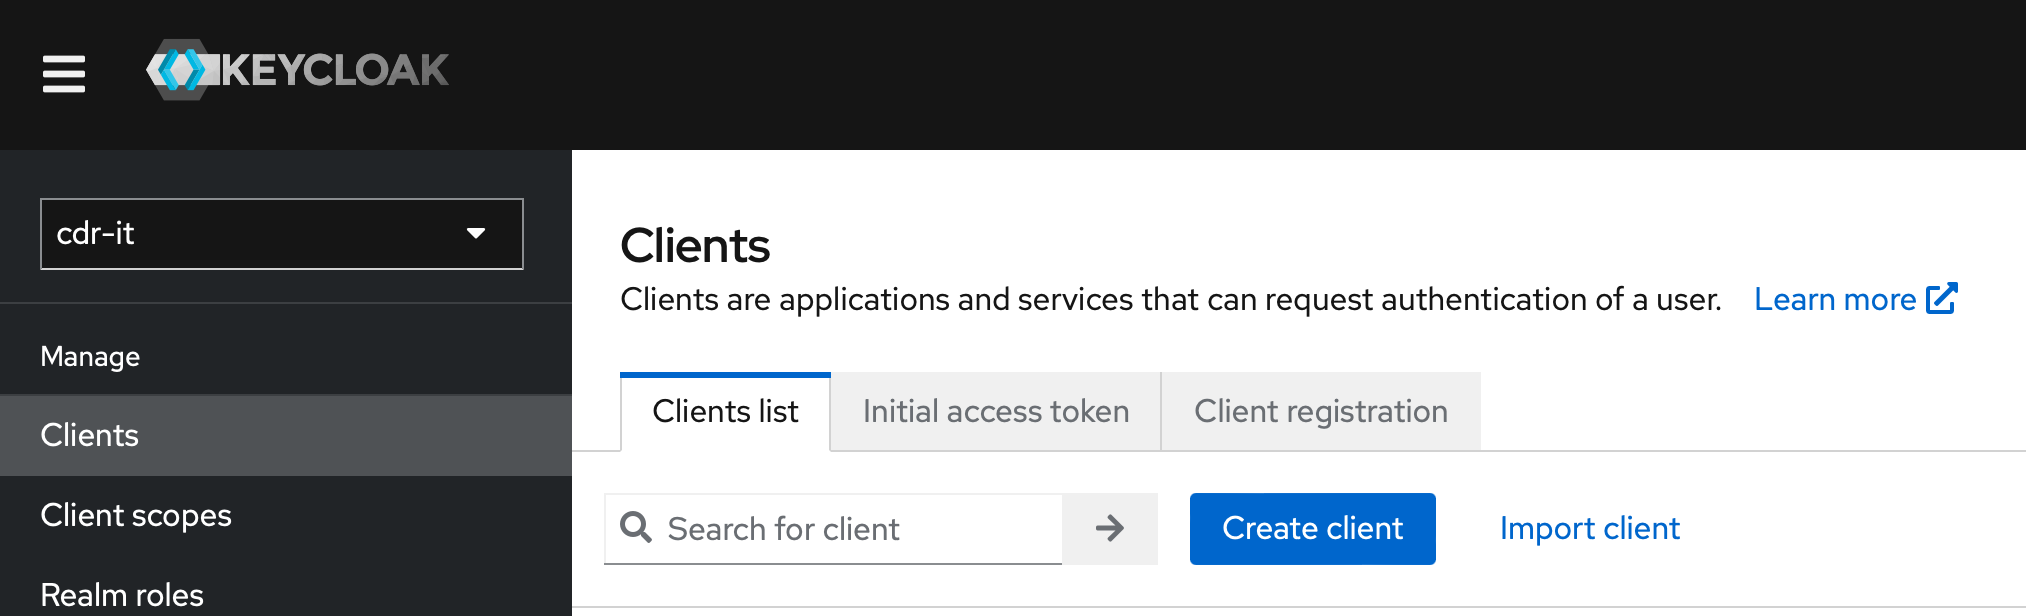 KEYCLOAK
cdr-it
Manage
Clients
Client scopes
Realm roles
Clients
Clients are applications and services that can request authentication of a user. Learn more
Clients list Initial access token Client registration
Search for client Create client Import client